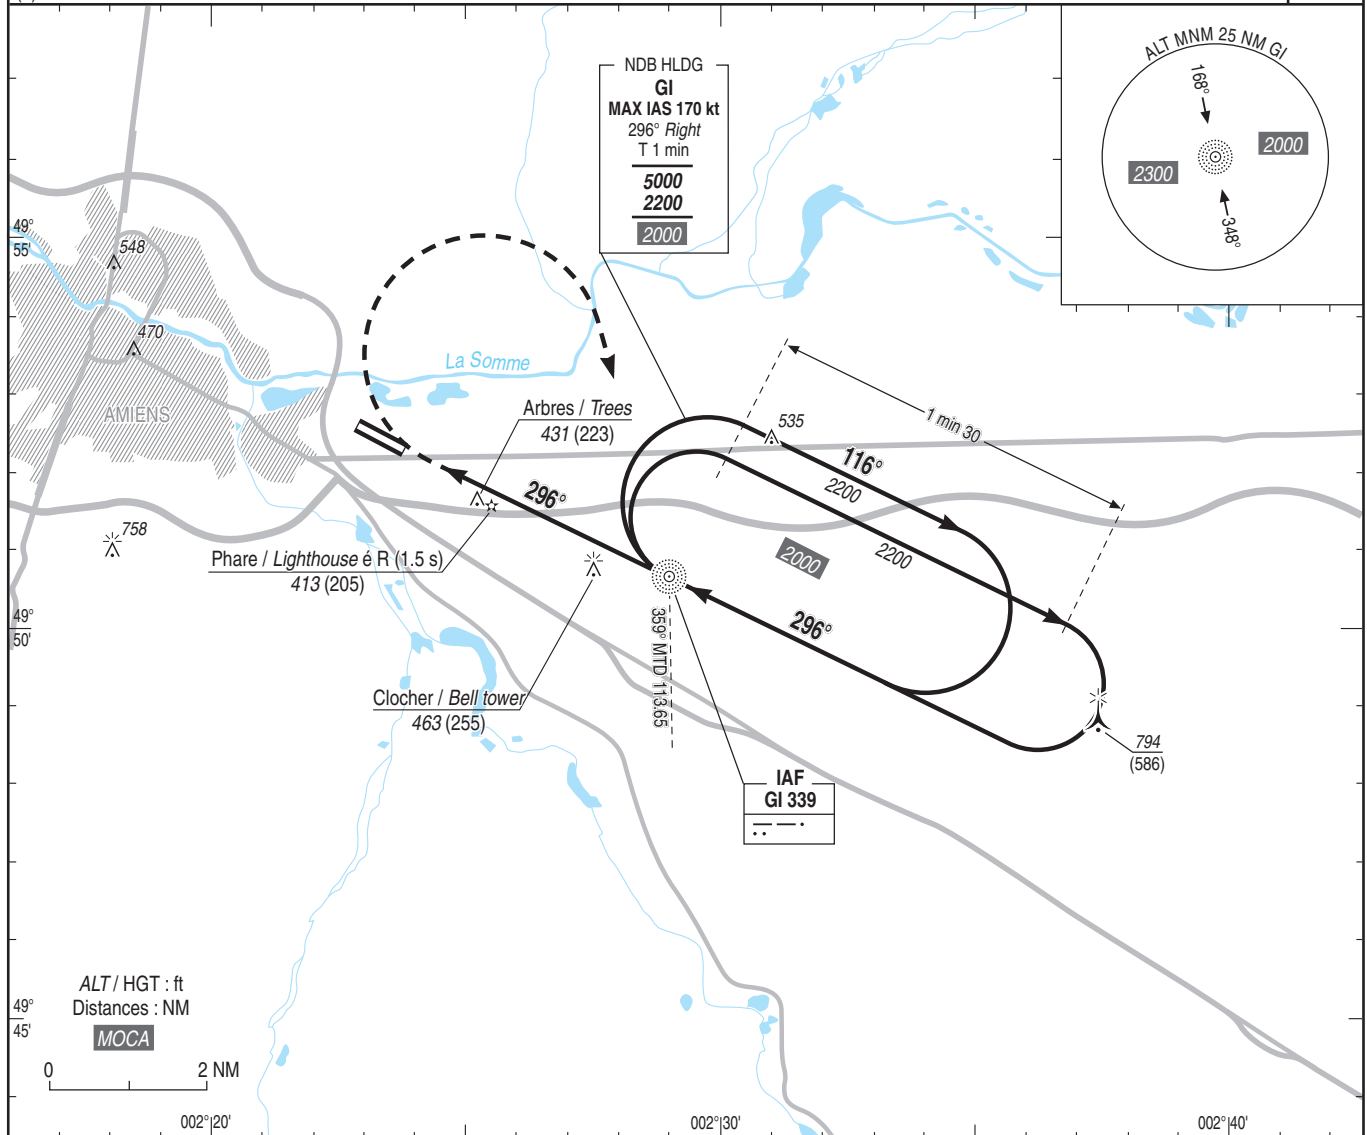 ALT MNM 25 NM GI
168°
2000
2300
348°
NDB HLDG
GI
MAX IAS 170 kt
296° Right
T 1 min
5000
2200
2000
49°
55'
548
470
AMIENS
La Somme
Arbres / Trees
431 (223)
535
1 min 30
116°
2200
2200
2000
296°
296°
758
Phare / Lighthouse é R (1.5 s)
413 (205)
359° MTD 113.65
49°
50'
Clocher / Bell tower
463 (255)
794
(586)
IAF
GI 339
ALT / HGT : ft
Distances : NM
MOCA
0 2 NM
49°
45'
002°20' 002°30' 002°40'